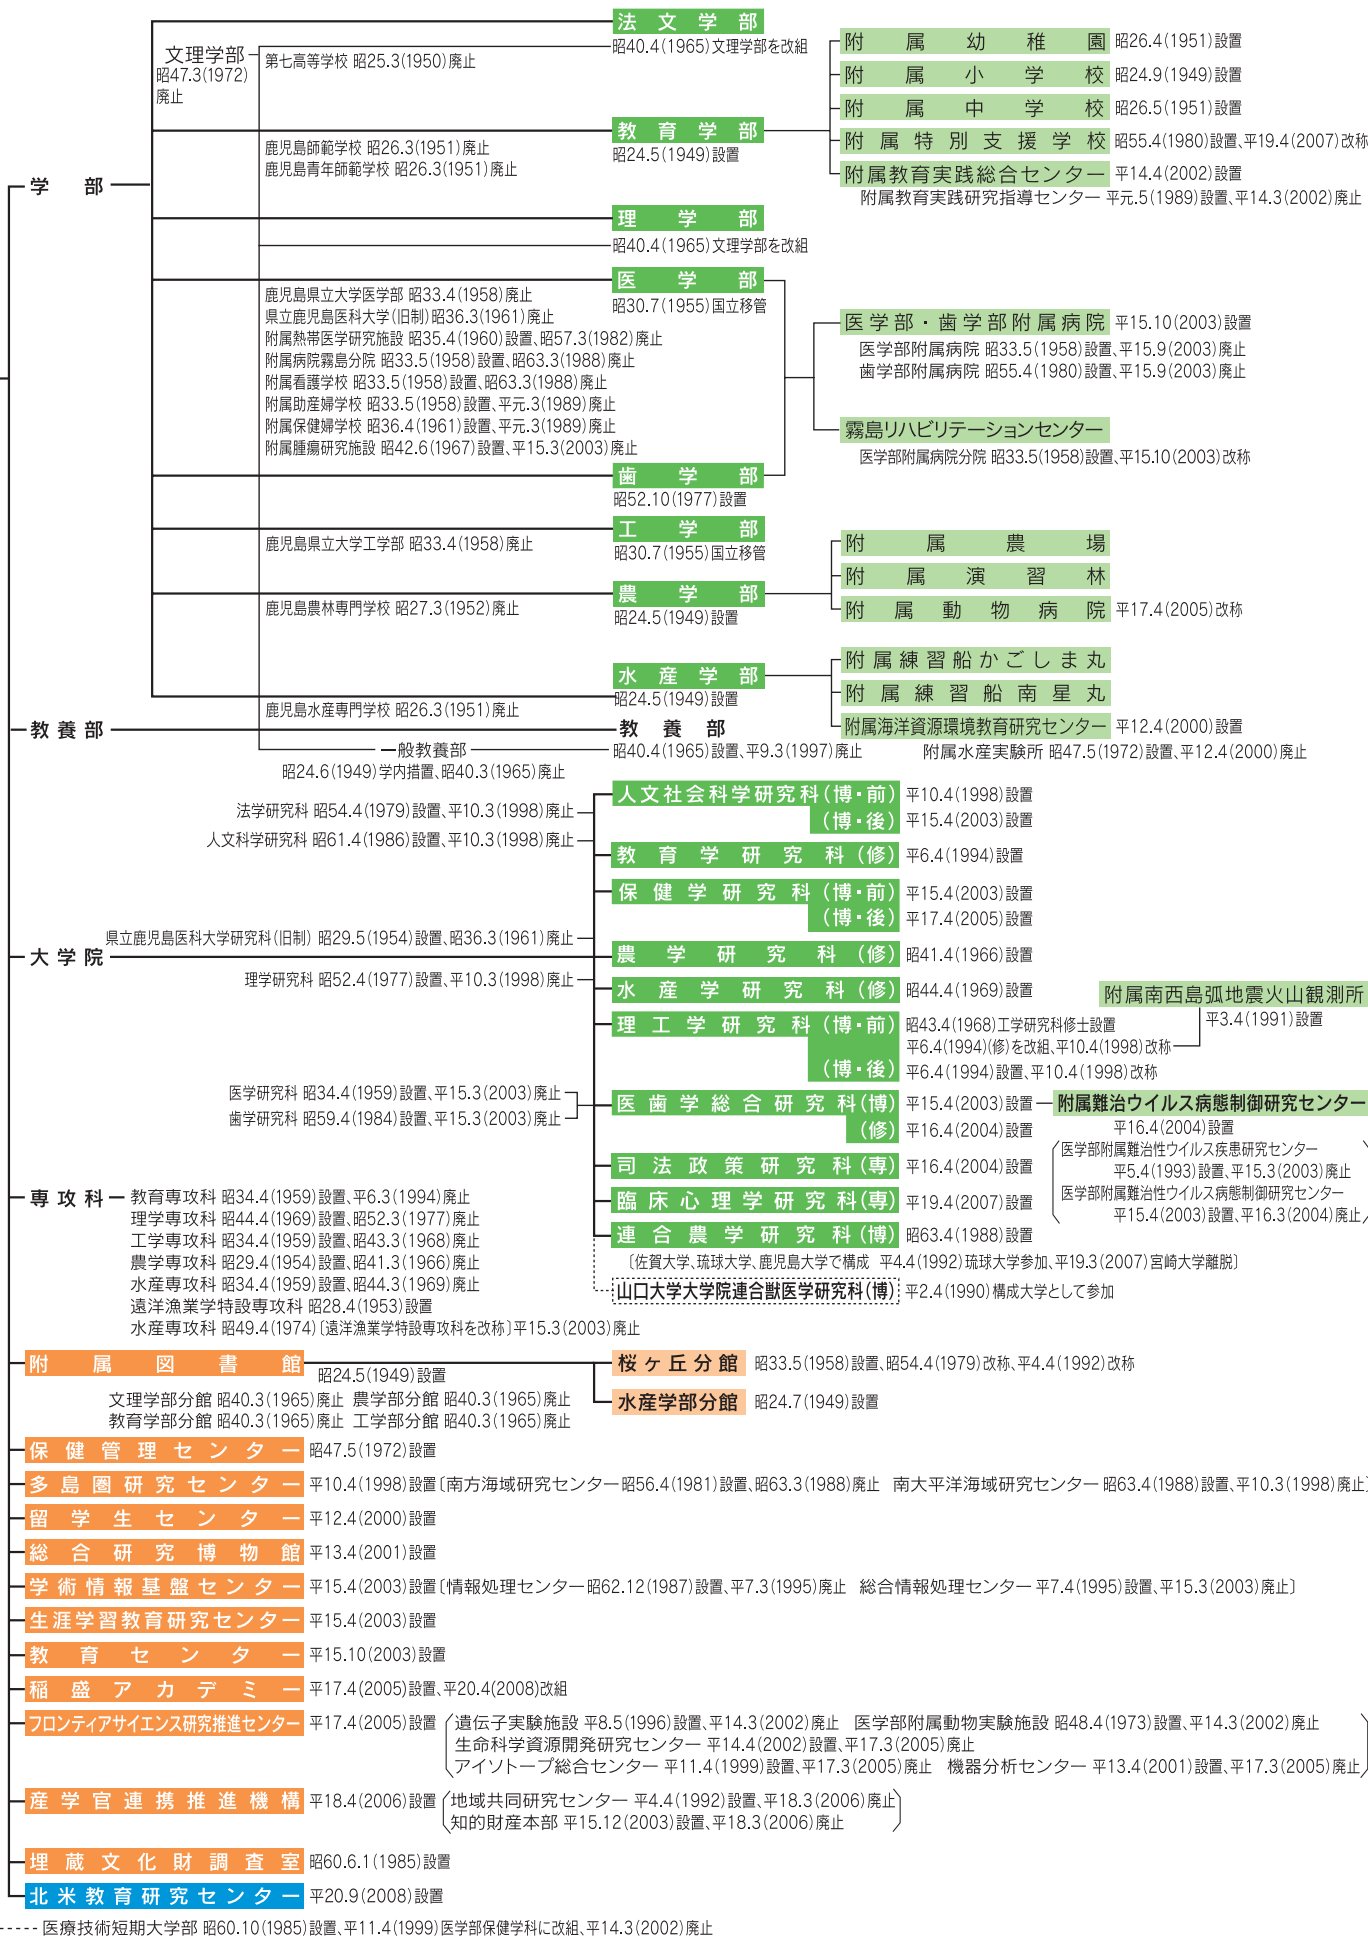 法文学部
昭40.4(1965)文理学部を改組
文理学部
昭47.3(1972)
廃止
第七高等学校 昭25.3(1950)廃止
附属幼稚園 昭26.4(1951)設置
附属小学校 昭24.9(1949)設置
附属中学校 昭26.5(1951)設置
附属特別支援学校 昭55.4(1980)設置、平19.4(2007)改称
附属教育実践総合センター 平14.4(2002)設置
附属教育実践研究指導センター 平元.5(1989)設置、平14.3(2002)廃止
教育学部
昭24.5(1949)設置
鹿児島師範学校 昭26.3(1951)廃止
鹿児島青年師範学校 昭26.3(1951)廃止
学部
理学部
昭40.4(1965)文理学部を改組
医学部
昭30.7(1955)国立移管
鹿児島県立大学医学部 昭33.4(1958)廃止
県立鹿児島医科大学(旧制)昭36.3(1961)廃止
附属熱帯医学研究施設 昭35.4(1960)設置、昭57.3(1982)廃止
附属病院霧島分院 昭33.5(1958)設置、昭63.3(1988)廃止
附属看護学校 昭33.5(1958)設置、昭63.3(1988)廃止
附属助産婦学校 昭33.5(1958)設置、平元.3(1989)廃止
附属保健婦学校 昭36.4(1961)設置、平元.3(1989)廃止
附属腫瘍研究施設 昭42.6(1967)設置、平15.3(2003)廃止
医学部・歯学部附属病院 平15.10(2003)設置
医学部附属病院 昭33.5(1958)設置、平15.9(2003)廃止
歯学部附属病院 昭55.4(1980)設置、平15.9(2003)廃止
霧島リハビリテーションセンター
医学部附属病院分院 昭33.5(1958)設置、平15.10(2003)改称
歯学部
昭52.10(1977)設置
工学部
昭30.7(1955)国立移管
鹿児島県立大学工学部 昭33.4(1958)廃止
農学部
昭24.5(1949)設置
鹿児島農林専門学校 昭27.3(1952)廃止
附属農場
附属演習林
附属動物病院 平17.4(2005)改称
水産学部
昭24.5(1949)設置
鹿児島水産専門学校 昭26.3(1951)廃止
附属練習船かごしま丸
附属練習船南星丸
附属海洋資源環境教育研究センター 平12.4(2000)設置
附属水産実験所 昭47.5(1972)設置、平12.4(2000)廃止
教養部
教養部
昭40.4(1965)設置、平9.3(1997)廃止
一般教養部
昭24.6(1949)学内措置、昭40.3(1965)廃止
法学研究科 昭54.4(1979)設置、平10.3(1998)廃止
人文科学研究科 昭61.4(1986)設置、平10.3(1998)廃止
人文社会科学研究科(博・前) 平10.4(1998)設置
(博・後) 平15.4(2003)設置
教育学研究科(修) 平6.4(1994)設置
保健学研究科(博・前) 平15.4(2003)設置
(博・後) 平17.4(2005)設置
県立鹿児島医科大学研究科(旧制) 昭29.5(1954)設置、昭36.3(1961)廃止
大学院
農学研究科(修) 昭41.4(1966)設置
理学研究科 昭52.4(1977)設置、平10.3(1998)廃止
水産学研究科(修) 昭44.4(1969)設置
附属南西島弧地震火山観測所
平3.4(1991)設置
理工学研究科(博・前) 昭43.4(1968)工学研究科修士設置
平6.4(1994)(修)を改組、平10.4(1998)改称
(博・後) 平6.4(1994)設置、平10.4(1998)改称
医学研究科 昭34.4(1959)設置、平15.3(2003)廃止
歯学研究科 昭59.4(1984)設置、平15.3(2003)廃止
医歯学総合研究科(博) 平15.4(2003)設置
(修) 平16.4(2004)設置
附属難治ウイルス病態制御研究センター
平16.4(2004)設置
医学部附属難治性ウイルス疾患研究センター
平5.4(1993)設置、平15.3(2003)廃止
医学部附属難治性ウイルス病態制御研究センター
平15.4(2003)設置、平16.3(2004)廃止
司法政策研究科(専) 平16.4(2004)設置
臨床心理学研究科(専) 平19.4(2007)設置
連合農学研究科(博) 昭63.4(1988)設置
〔佐賀大学、琉球大学、鹿児島大学で構成 平4.4(1992)琉球大学参加、平19.3(2007)宮崎大学離脱〕
山口大学大学院連合獣医学研究科(博) 平2.4(1990)構成大学として参加
専攻科
教育専攻科 昭34.4(1959)設置、平6.3(1994)廃止
理学専攻科 昭44.4(1969)設置、昭52.3(1977)廃止
工学専攻科 昭34.4(1959)設置、昭43.3(1968)廃止
農学専攻科 昭29.4(1954)設置、昭41.3(1966)廃止
水産専攻科 昭34.4(1959)設置、昭44.3(1969)廃止
遠洋漁業学特設専攻科 昭28.4(1953)設置
水産専攻科 昭49.4(1974)〔遠洋漁業学特設専攻科を改称〕平15.3(2003)廃止
附属図書館
昭24.5(1949)設置
文理学部分館 昭40.3(1965)廃止 農学部分館 昭40.3(1965)廃止
教育学部分館 昭40.3(1965)廃止 工学部分館 昭40.3(1965)廃止
桜ヶ丘分館 昭33.5(1958)設置、昭54.4(1979)改称、平4.4(1992)改称
水産学部分館 昭24.7(1949)設置
保健管理センター 昭47.5(1972)設置
多島圏研究センター 平10.4(1998)設置〔南方海域研究センター 昭56.4(1981)設置、昭63.3(1988)廃止 南太平洋海域研究センター 昭63.4(1988)設置、平10.3(1998)廃止〕
留学生センター 平12.4(2000)設置
総合研究博物館 平13.4(2001)設置
学術情報基盤センター 平15.4(2003)設置〔情報処理センター 昭62.12(1987)設置、平7.3(1995)廃止 総合情報処理センター 平7.4(1995)設置、平15.3(2003)廃止〕
生涯学習教育研究センター 平15.4(2003)設置
教育センター 平15.10(2003)設置
稲盛アカデミー 平17.4(2005)設置、平20.4(2008)改組
フロンティアサイエンス研究推進センター 平17.4(2005)設置
遺伝子実験施設 平8.5(1996)設置、平14.3(2002)廃止 医学部附属動物実験施設 昭48.4(1973)設置、平14.3(2002)廃止
生命科学資源開発研究センター 平14.4(2002)設置、平17.3(2005)廃止
アイソトープ総合センター 平11.4(1999)設置、平17.3(2005)廃止 機器分析センター 平13.4(2001)設置、平17.3(2005)廃止
産学官連携推進機構 平18.4(2006)設置
地域共同研究センター 平4.4(1992)設置、平18.3(2006)廃止
知的財産本部 平15.12(2003)設置、平18.3(2006)廃止
埋蔵文化財調査室 昭60.6.1(1985)設置
北米教育研究センター 平20.9(2008)設置
医療技術短期大学部 昭60.10(1985)設置、平11.4(1999)医学部保健学科に改組、平14.3(2002)廃止